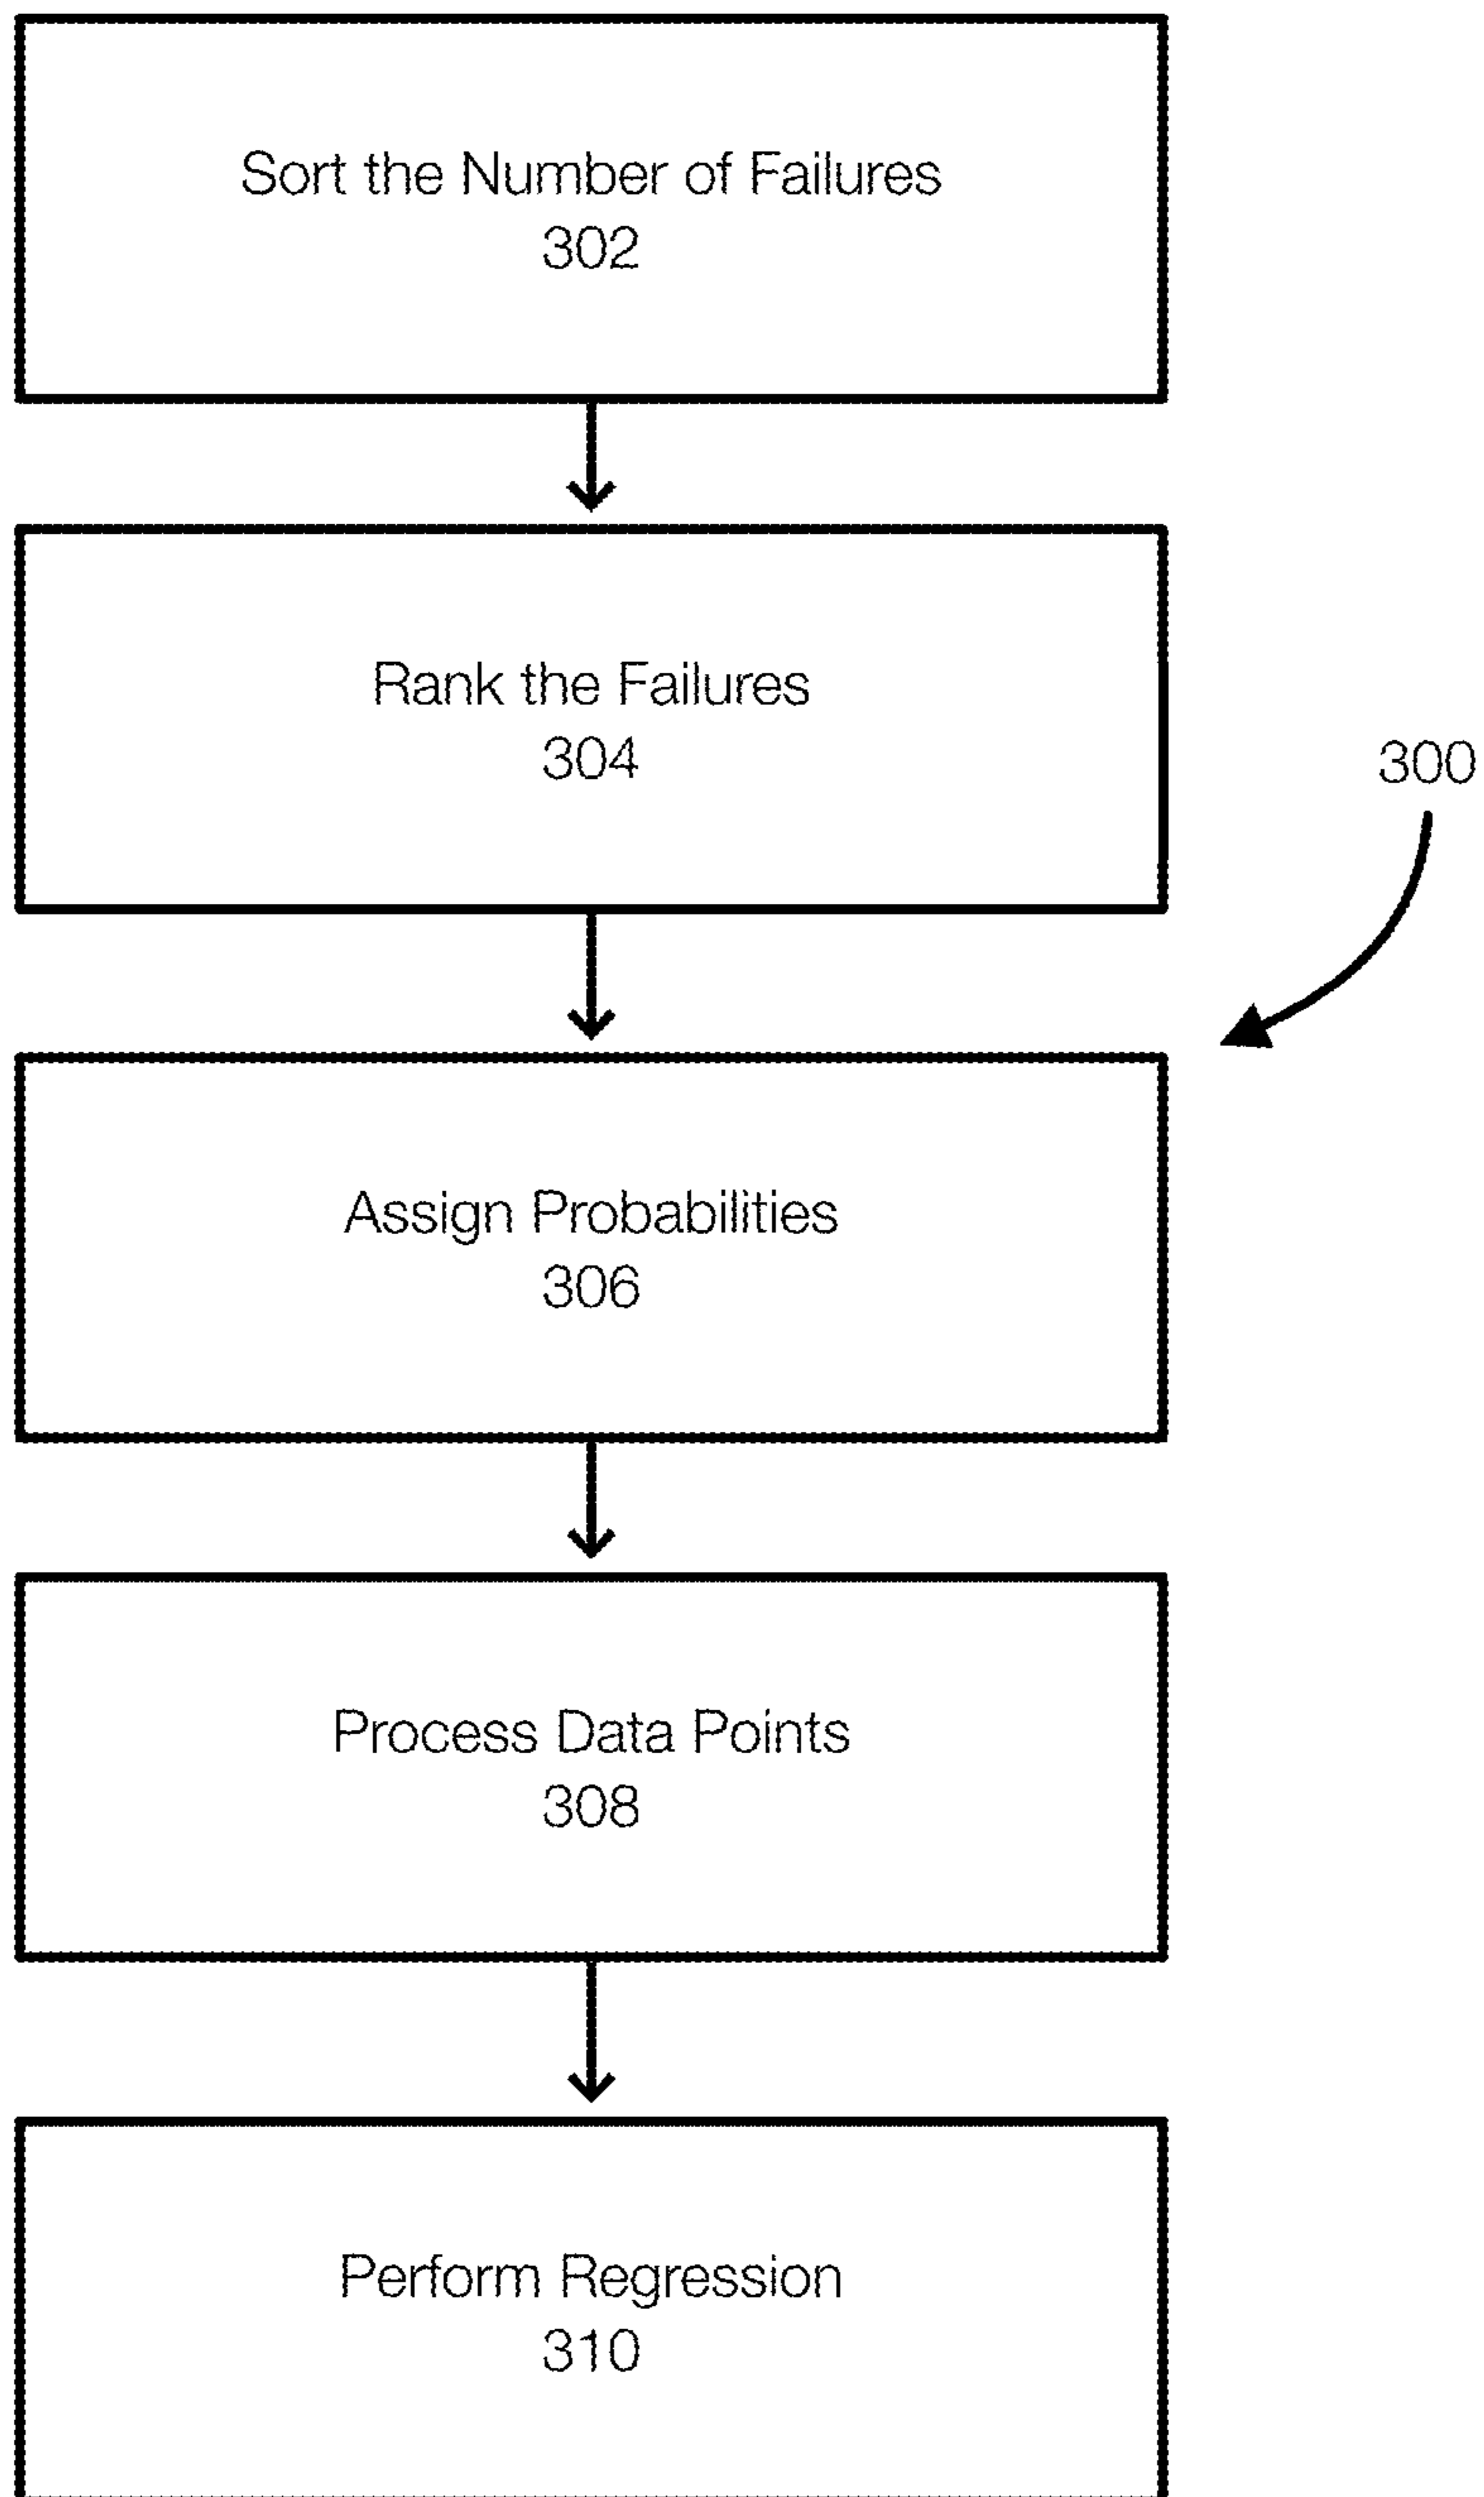 Sort the Number of Failures
302
Rank the Failures
304
300
Assign Probabilities
306
Process Data Points
308
Perform Regression
310